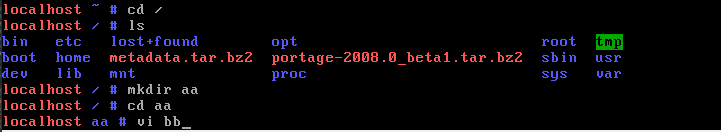 localhost ~ # cd /
localhost / # ls
bin etc lost+found opt root tmp
boot home metadata.tar.bz2 portage-2008.0_beta1.tar.bz2 sbin usr
dev lib mnt proc sys var
localhost / # mkdir aa
localhost / # cd aa
localhost aa # vi bb_